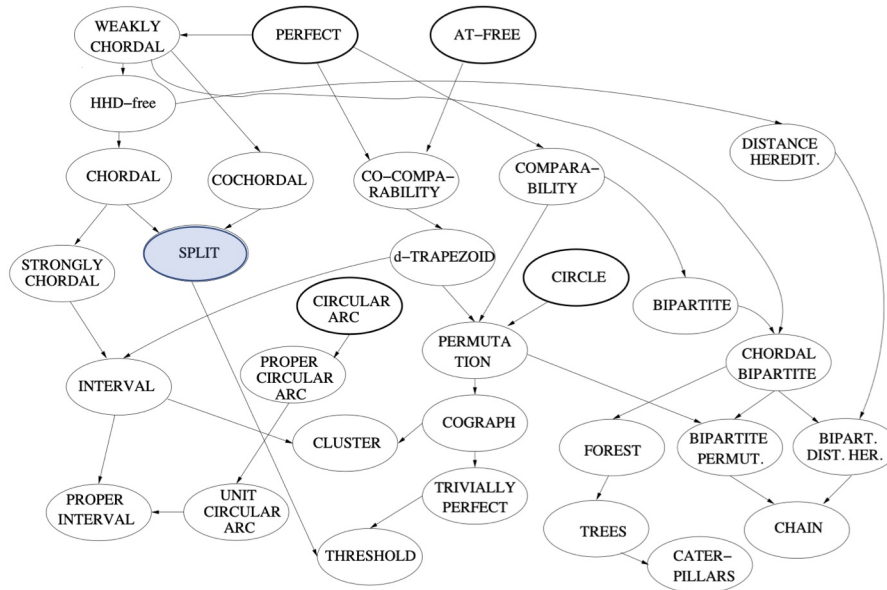 WEAKLY
CHORDAL
PERFECT
AT-FREE
HHD-free
DISTANCE
HEREDIT.
CHORDAL
COCHORDAL
CO-COMPA-
RABILITY
COMPARA-
BILITY
SPLIT
STRONGLY
CHORDAL
d-TRAPEZOID
CIRCLE
CIRCULAR
ARC
BIPARTITE
PERMUTA
TION
CHORDAL
BIPARTITE
PROPER
CIRCULAR
ARC
INTERVAL
COGRAPH
CLUSTER
FOREST
BIPARTITE
PERMUT.
BIPART.
DIST. HER.
PROPER
INTERVAL
UNIT
CIRCULAR
ARC
TRIVIALLY
PERFECT
TREES
CHAIN
THRESHOLD
CATER-
PILLARS